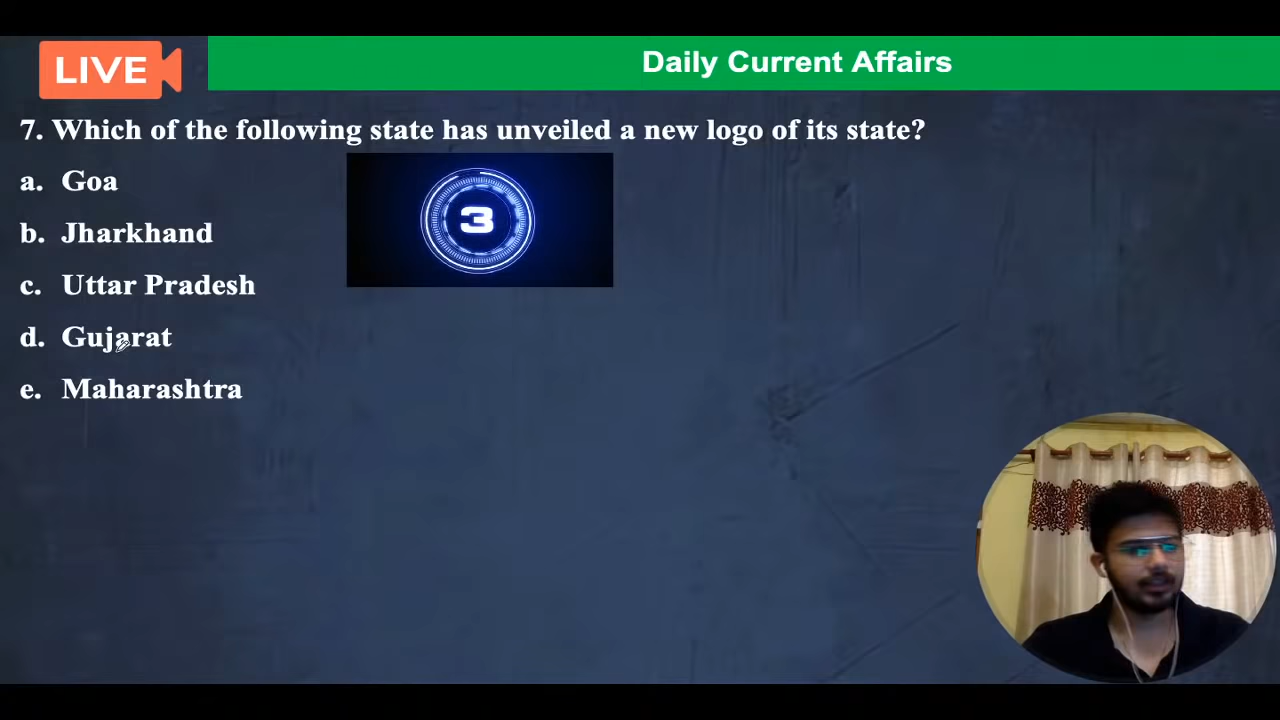 LIVE
Daily Current Affairs
7. Which of the following state has unveiled a new logo of its state?
a. Goa
3
b. Jharkhand
c. Uttar Pradesh
d. Gujarat
e. Maharashtra